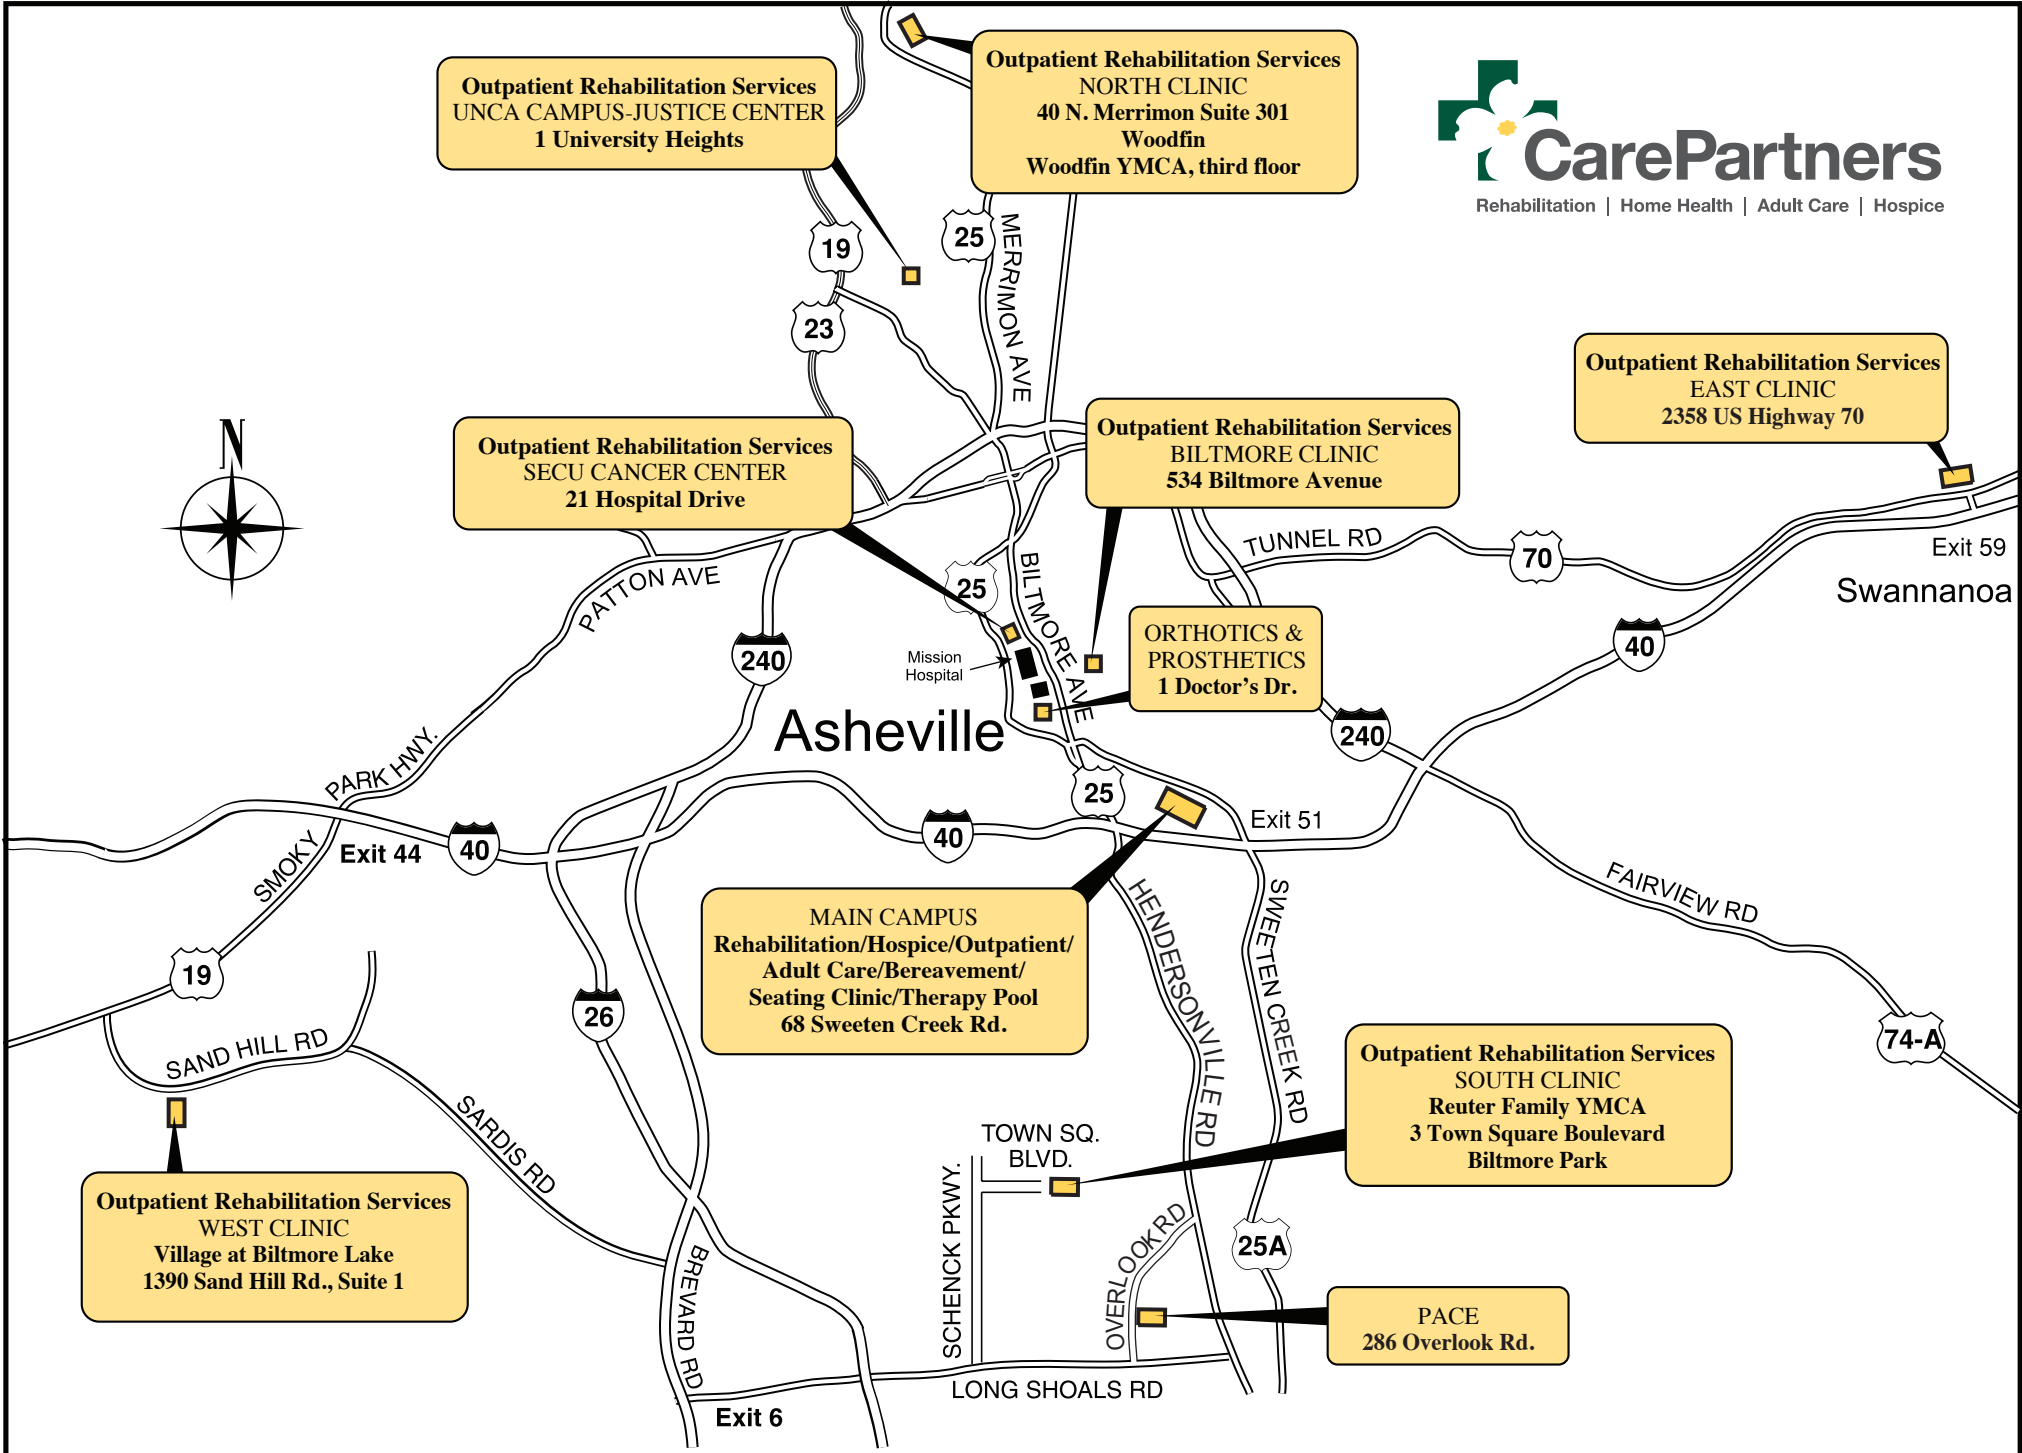 Outpatient Rehabilitation Services
UNCA CAMPUS-JUSTICE CENTER
1 University Heights
Outpatient Rehabilitation Services
NORTH CLINIC
40 N. Merrimon Suite 301
Woodfin
Woodfin YMCA, third floor
CarePartners
Rehabilitation | Home Health | Adult Care | Hospice
19
25
MERRIMON AVE
23
Outpatient Rehabilitation Services
EAST CLINIC
2358 US Highway 70
N
Outpatient Rehabilitation Services
SECU CANCER CENTER
21 Hospital Drive
Outpatient Rehabilitation Services
BILTMORE CLINIC
534 Biltmore Avenue
TUNNEL RD
70
Exit 59
Swannanoa
PATTON AVE
25
BILTMORE AVE
240
Mission
Hospital
ORTHOTICS &
PROSTHETICS
1 Doctor's Dr.
40
Asheville
240
PARK HWY.
SMOKY
25
Exit 51
Exit 44
40
40
FAIRVIEW RD
MAIN CAMPUS
Rehabilitation/Hospice/Outpatient/
Adult Care/Bereavement/
Seating Clinic/Therapy Pool
68 Sweeten Creek Rd.
HENDERSONVILLE RD
SWEETEN CREEK RD
19
26
74-A
SAND HILL RD
SARDIS RD
Outpatient Rehabilitation Services
SOUTH CLINIC
Reuter Family YMCA
3 Town Square Boulevard
Biltmore Park
TOWN SQ.
BLVD.
SCHENCK PKWY.
Outpatient Rehabilitation Services
WEST CLINIC
Village at Biltmore Lake
1390 Sand Hill Rd., Suite 1
OVERLOOK RD
25A
BREVARD RD
PACE
286 Overlook Rd.
LONG SHOALS RD
Exit 6